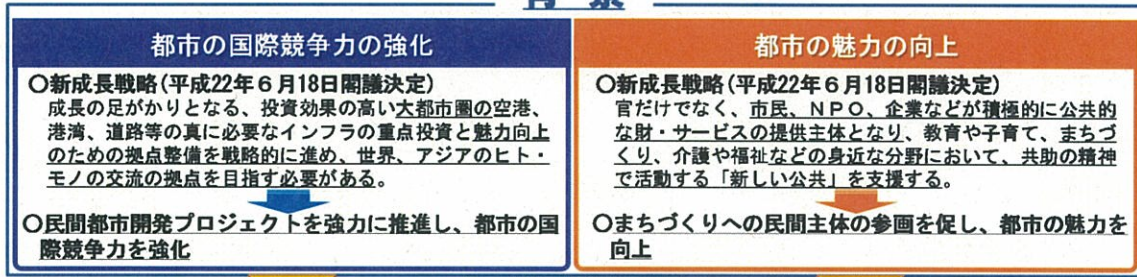 背 景
都市の国際競争力の強化
○新成長戦略(平成22年6月18日閣議決定)
成長の足がかりとなる、投資効果の高い大都市圏の空港、
港湾、道路等の真に必要なインフラの重点投資と魅力向上
のための拠点整備を戦略的に進め、世界、アジアのヒト・
モノの交流の拠点を目指す必要がある。
○民間都市開発プロジェクトを強力に推進し、都市の国
際競争力を強化
都市の魅力の向上
○新成長戦略(平成22年6月18日閣議決定)
官だけでなく、市民、NPO、企業などが積極的に公共的
な財・サービスの提供主体となり、教育や子育て、まちづ
くり、介護や福祉などの身近な分野において、共助の精神
で活動する「新しい公共」を支援する。
○まちづくりへの民間主体の参画を促し、都市の魅力を
向上